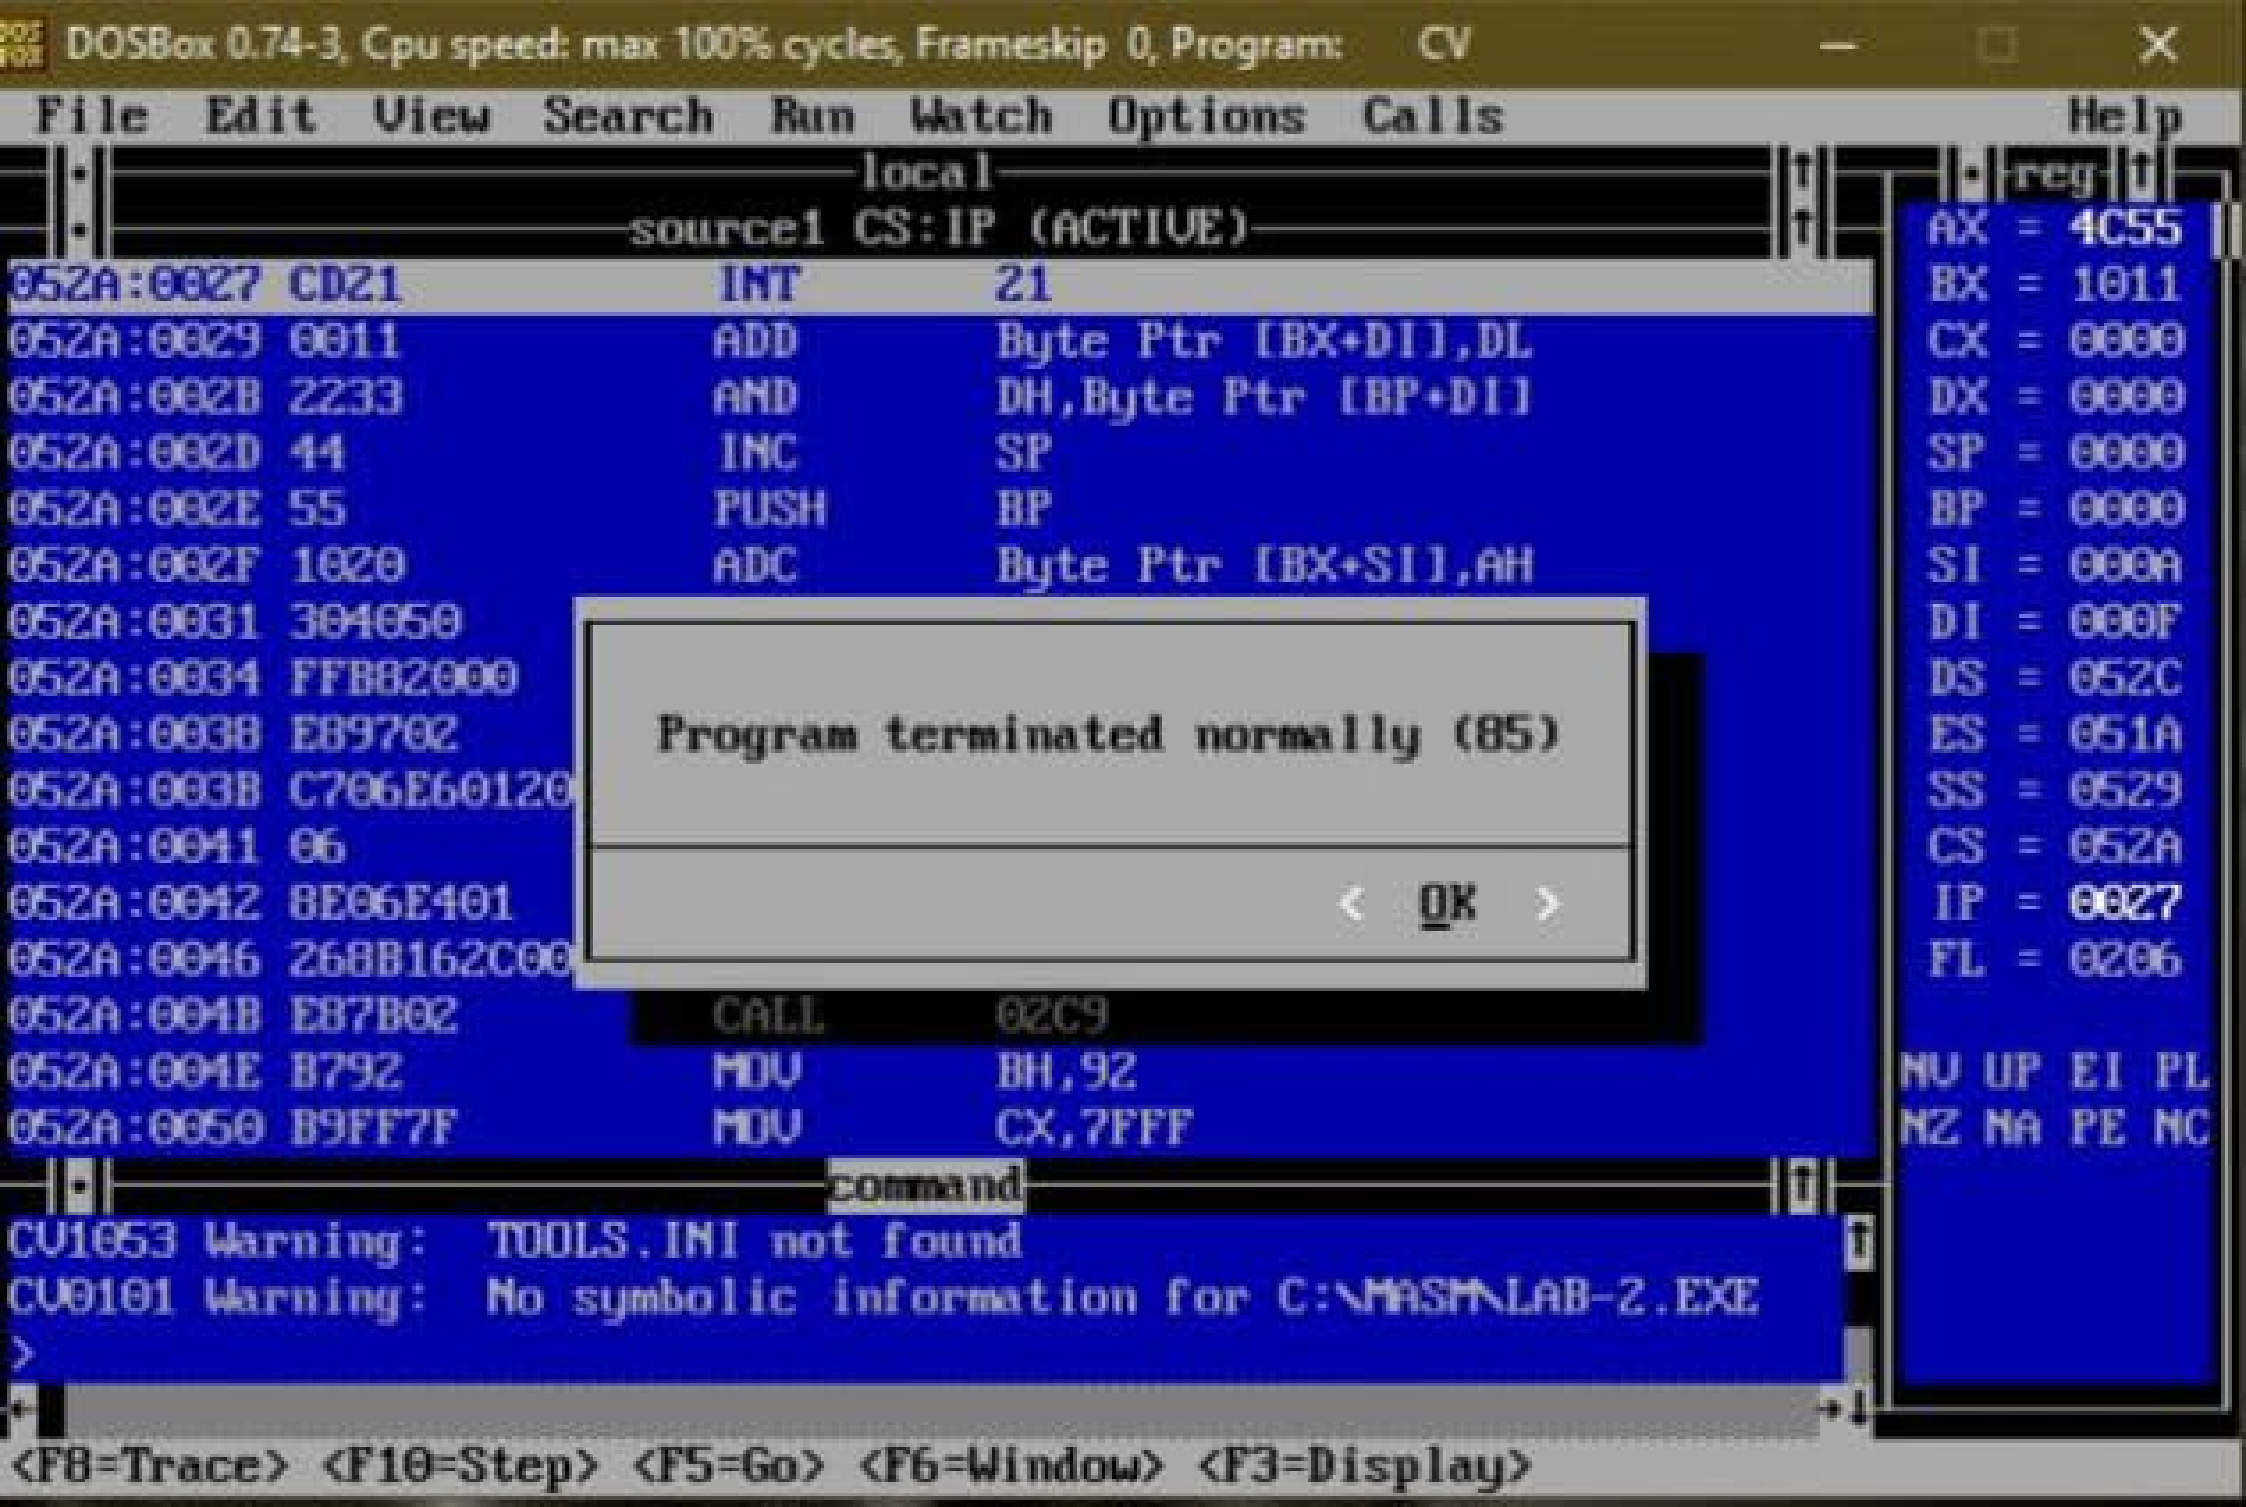 DOSBox 0.74-3, Cpu speed: max 100% cycles, Frameskip 0, Program: CV
File Edit View Search Run Watch Options Calls Help
local
source1 CS:IP (ACTIVE)
052A:0027 CD21 INT 21
052A:0029 0011 ADD Byte Ptr [BX+DI],DL
052A:002B 2233 AND DH,Byte Ptr [BP+DI]
052A:002D 44 INC SP
052A:002E 55 PUSH BP
052A:002F 1020 ADC Byte Ptr [BX+SI],AH
052A:0031 304050
052A:0034 FFB82000
052A:0038 E89702
052A:003B C706E60120
052A:0041 06
052A:0042 8E06E401
052A:0046 268B162C00
052A:004B E87B02 CALL 02C9
052A:004E B792 MOV BH,92
052A:0050 B9FF7F MOV CX,7FFF
Program terminated normally (85)
< OK >
reg
AX = 4C55
BX = 1011
CX = 0000
DX = 0000
SP = 0000
BP = 0000
SI = 000A
DI = 000F
DS = 052C
ES = 051A
SS = 0529
CS = 052A
IP = 0027
FL = 0206
NV UP EI PL
NZ NA PE NC
command
CV1053 Warning: TOOLS.INI not found
CV0101 Warning: No symbolic information for C:\MASM\LAB-2.EXE
>
<F8=Trace> <F10=Step> <F5=Go> <F6=Window> <F3=Display>